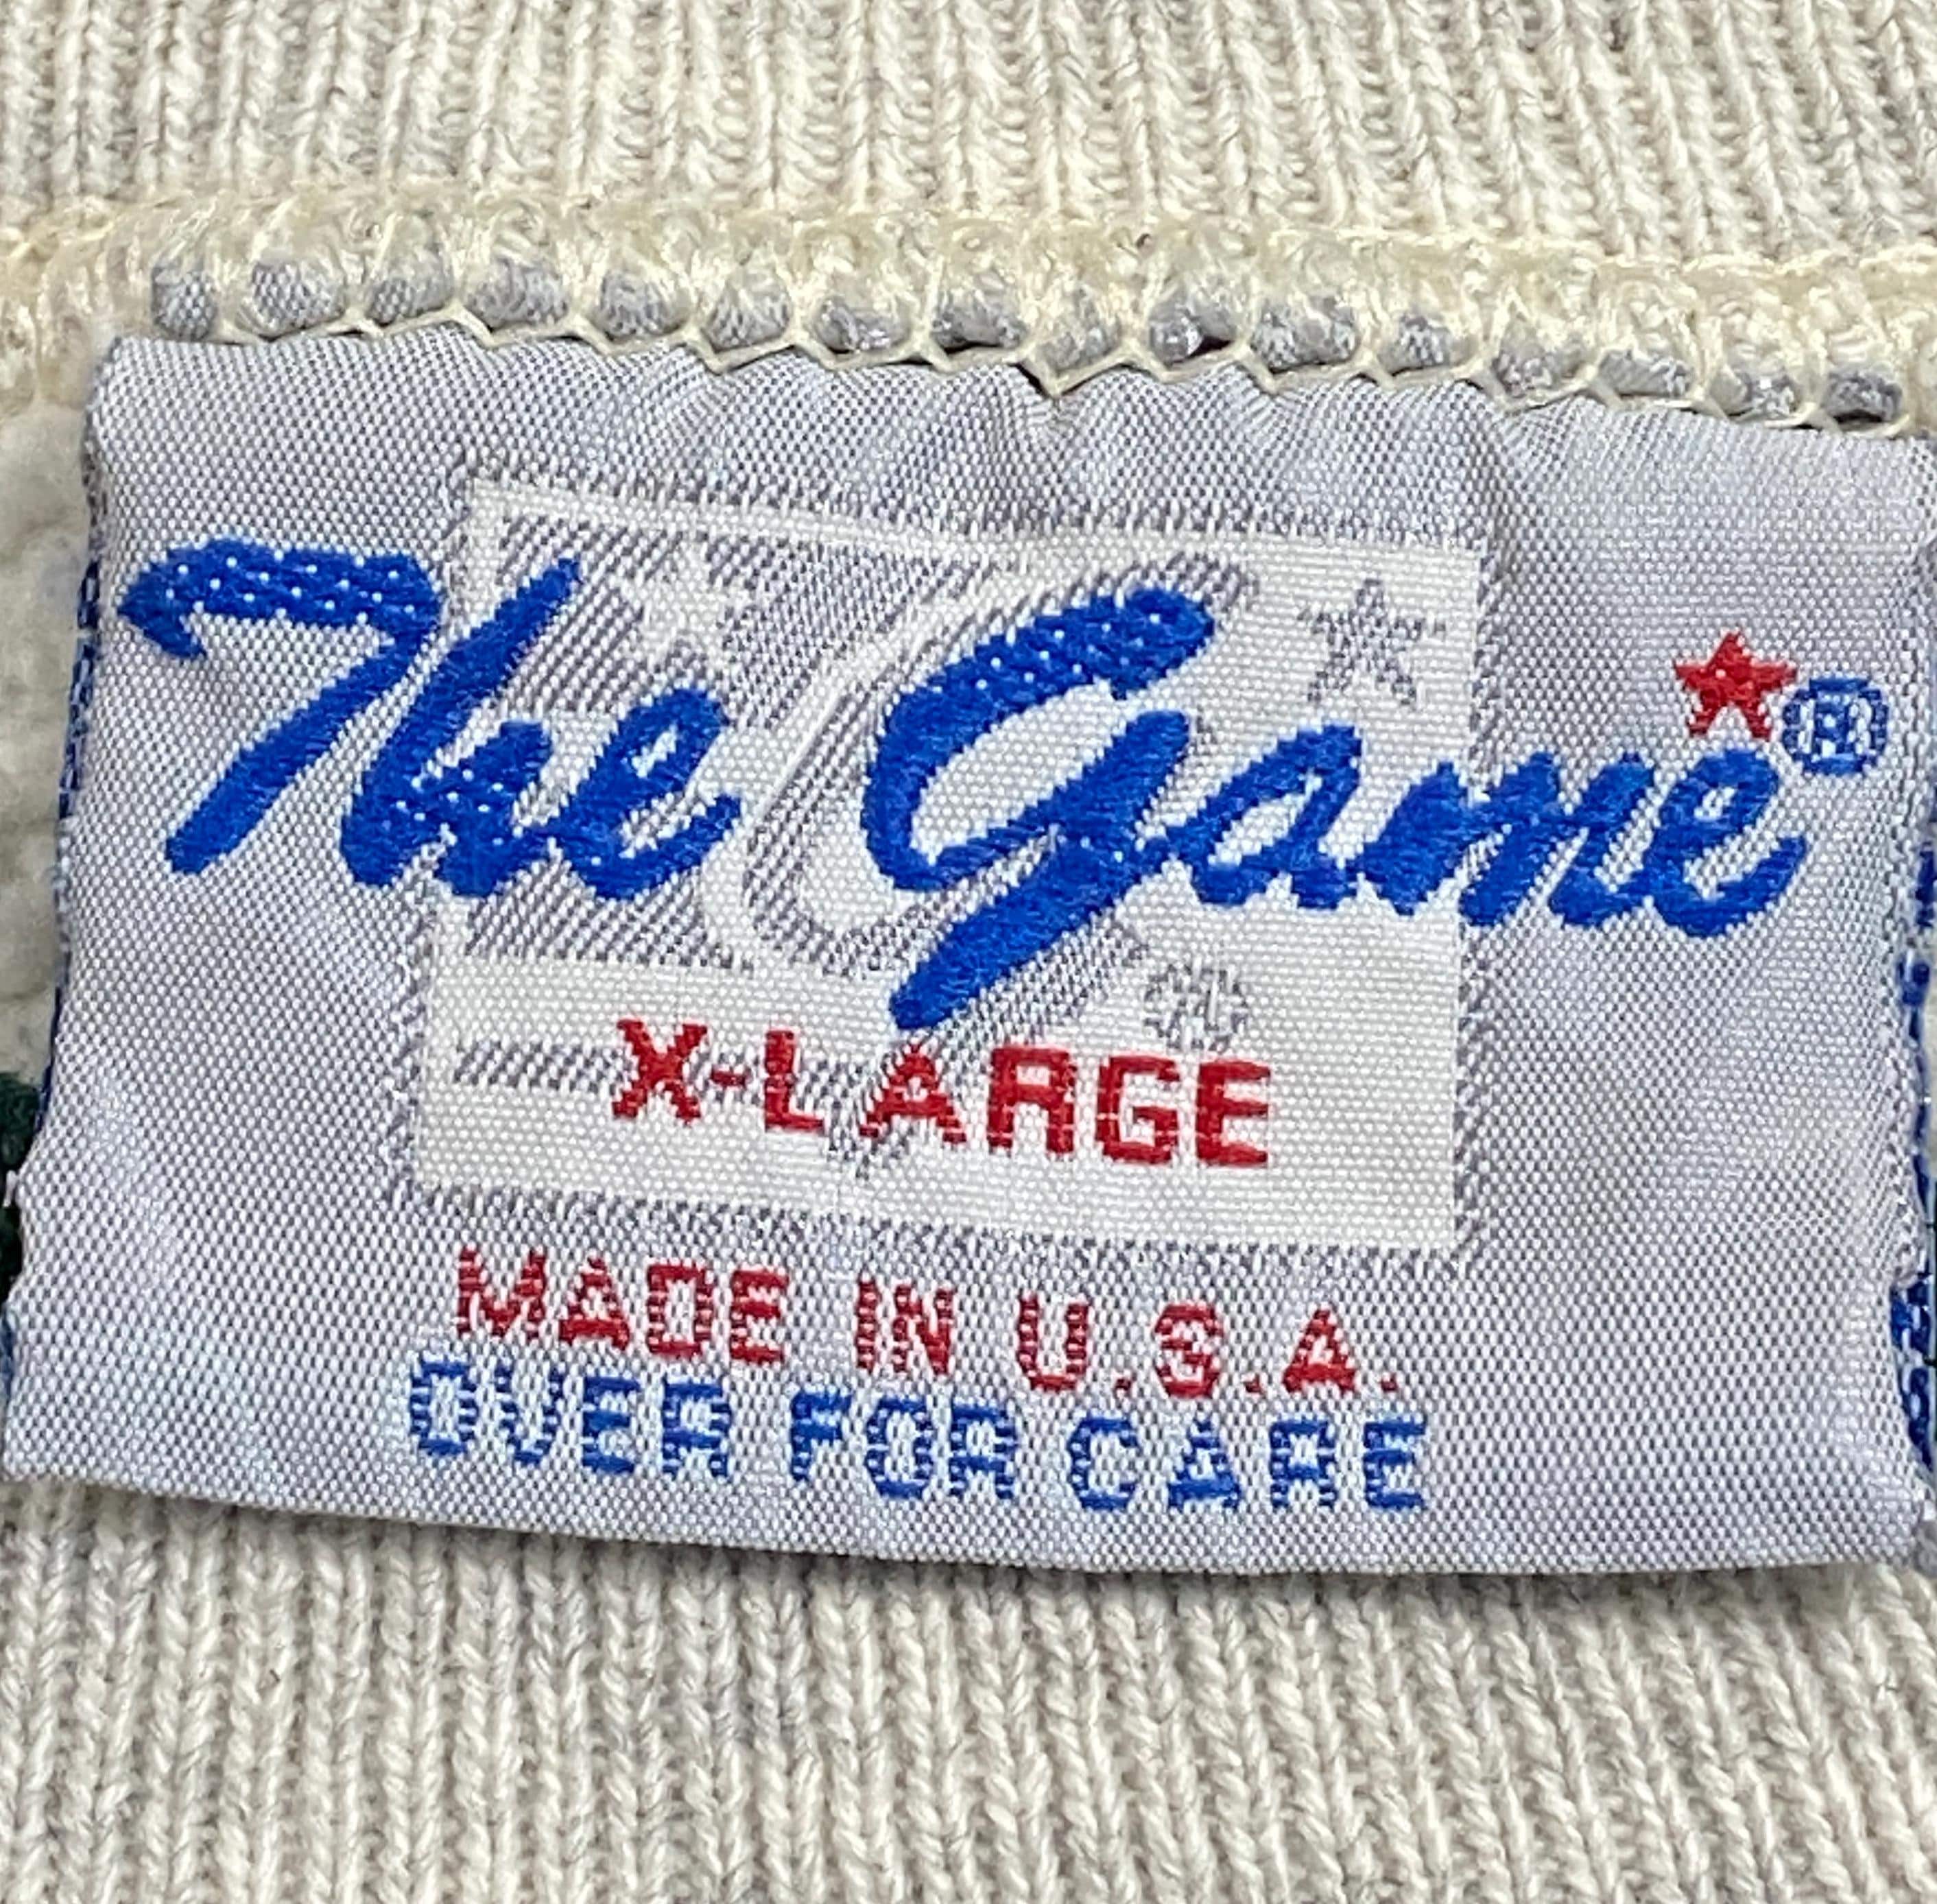 The Game®
X-LARGE
MADE IN U.S.A.
OVER FOR CARE